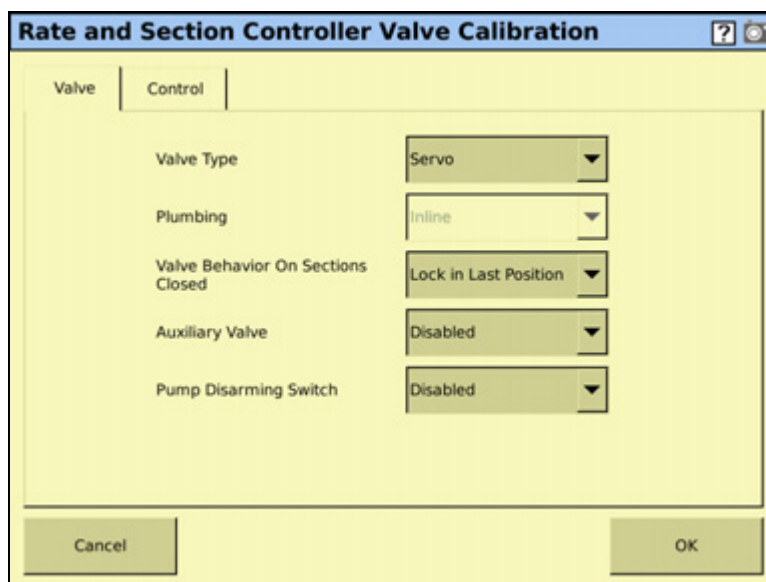 Rate and Section Controller Valve Calibration
?
Valve
Control
Valve Type
Servo
Plumbing
Inline
Valve Behavior On Sections
Closed
Lock in Last Position
Auxiliary Valve
Disabled
Pump Disarming Switch
Disabled
Cancel
OK